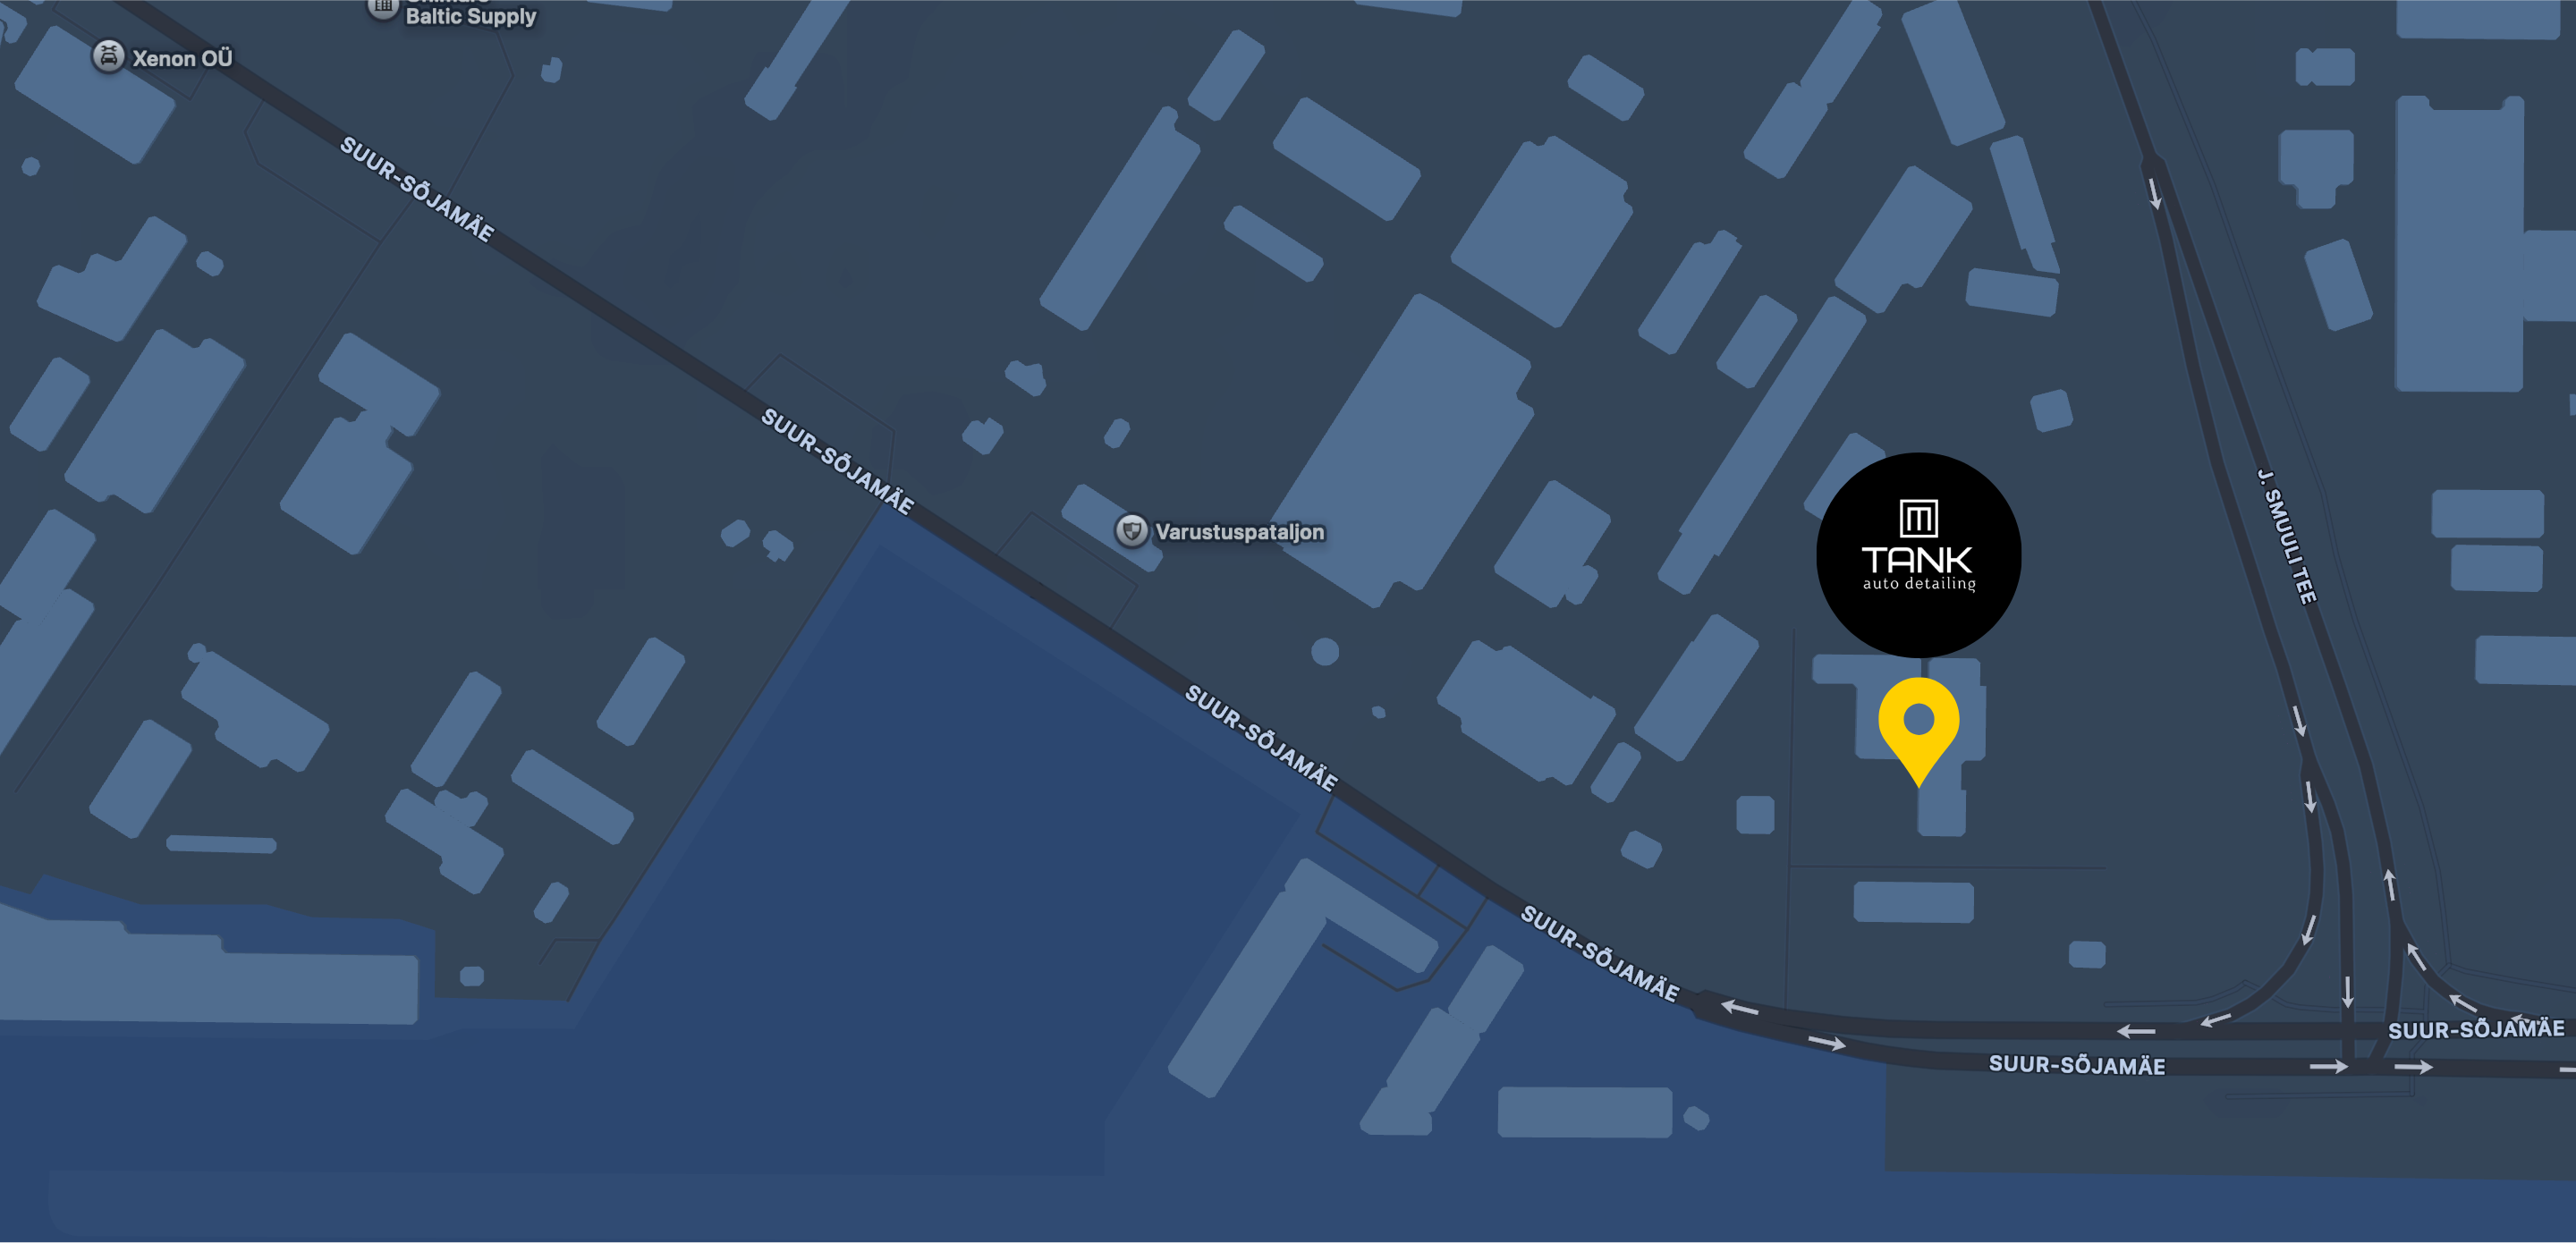 Baltic Supply
Xenon OÜ
SUUR-SÕJAMÄE
SUUR-SÕJAMÄE
Varustuspataljon
J. SMUULI TEE
TANK
auto detailing
SUUR-SÕJAMÄE
SUUR-SÕJAMÄE
SUUR-SÕJAMÄE
SUUR-SÕJAMÄE